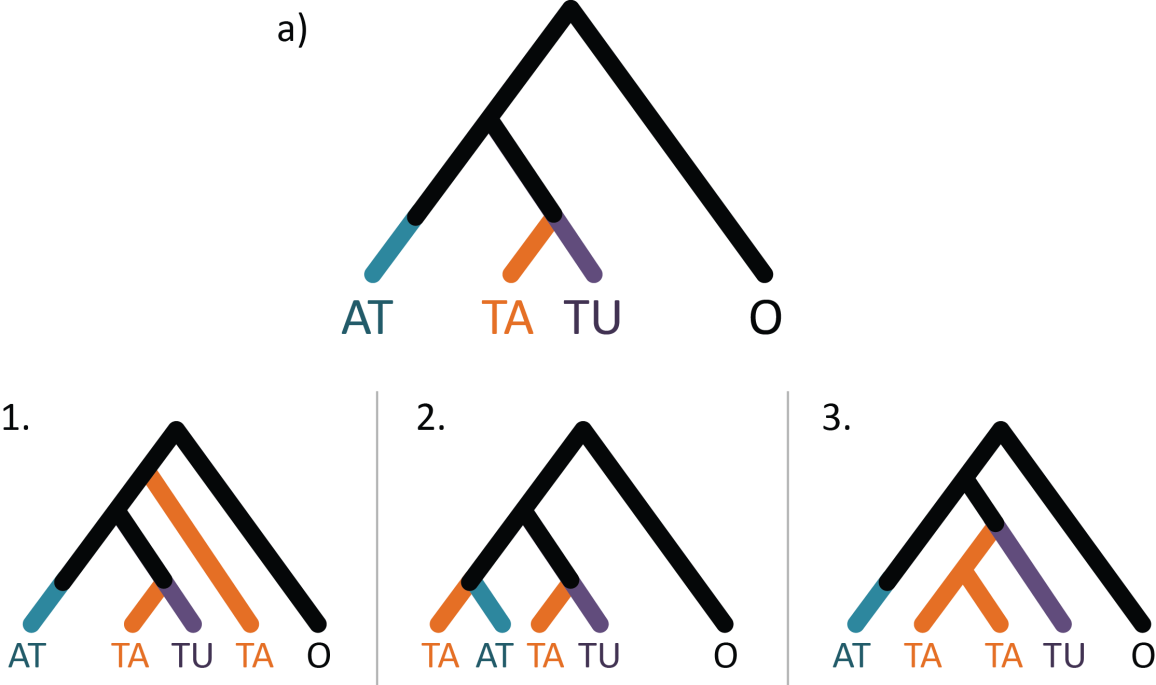 a)
AT TA TU O
1. 2. 3.
AT TA TU TA O TA AT TA TU O AT TA TA TU O